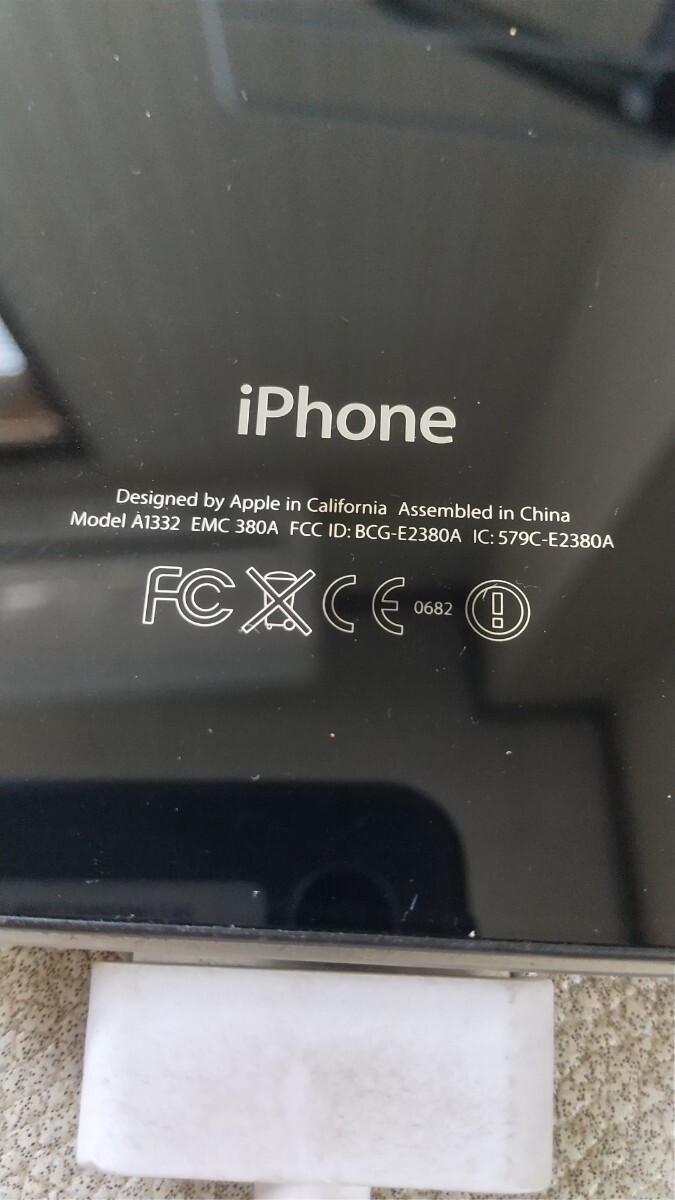 iPhone
Designed by Apple in California Assembled in China
Model A1332 EMC 380A FCC ID: BCG-E2380A IC: 579C-E2380A
FC CE 0682